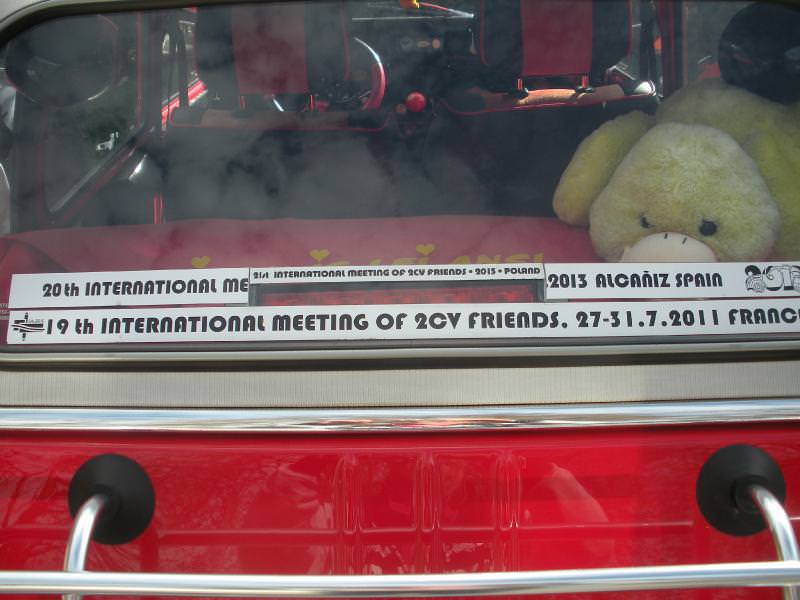 20th INTERNATIONAL ME
21st INTERNATIONAL MEETING OF 2CV FRIENDS • 2015 • POLAND
2013 ALCAÑIZ SPAIN
19 th INTERNATIONAL MEETING OF 2CV FRIENDS. 27-31.7.2011 FRANCE